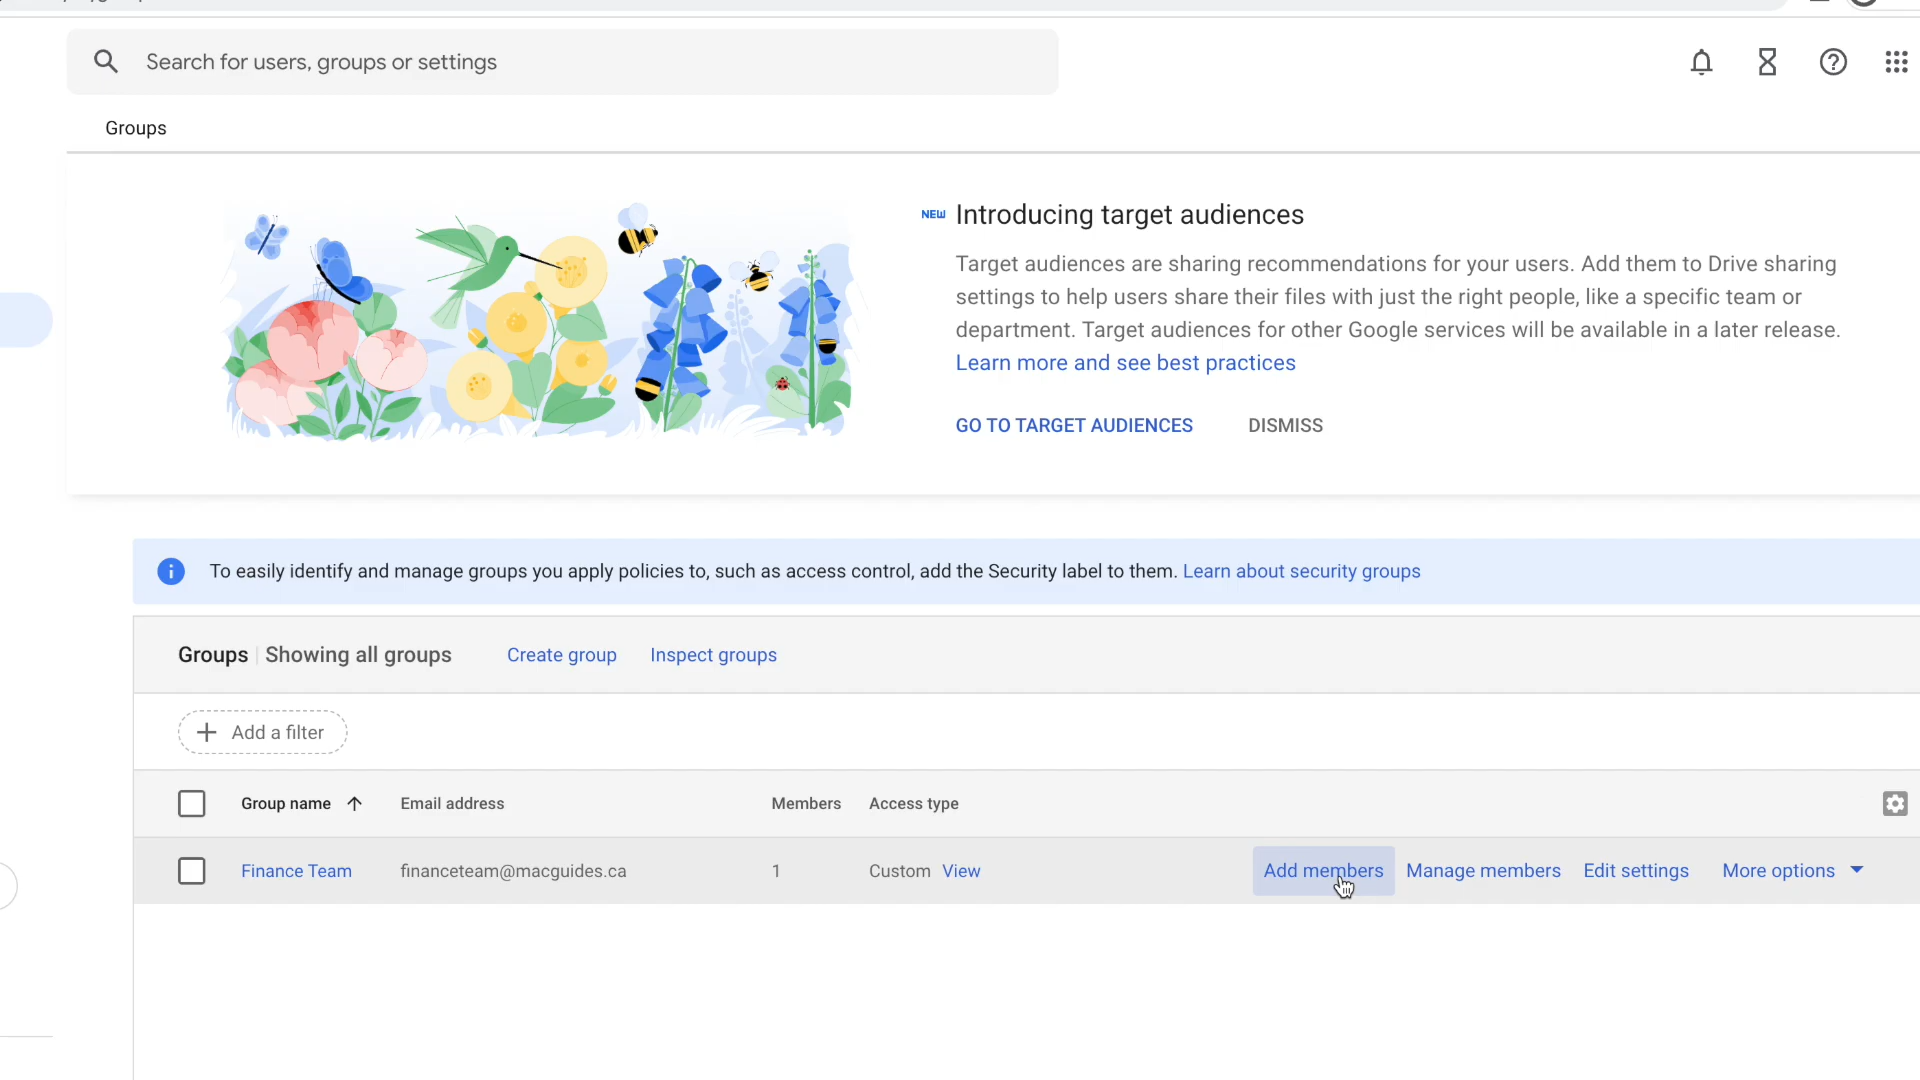 Search for users, groups or settings
Groups
NEW Introducing target audiences
Target audiences are sharing recommendations for your users. Add them to Drive sharing
settings to help users share their files with just the right people, like a specific team or
department. Target audiences for other Google services will be available in a later release.
Learn more and see best practices
GO TO TARGET AUDIENCES DISMISS
To easily identify and manage groups you apply policies to, such as access control, add the Security label to them. Learn about security groups
Groups | Showing all groups Create group Inspect groups
+ Add a filter
Group name ↑ Email address Members Access type
Finance Team financeteam@macguides.ca 1 Custom View Add members Manage members Edit settings More options